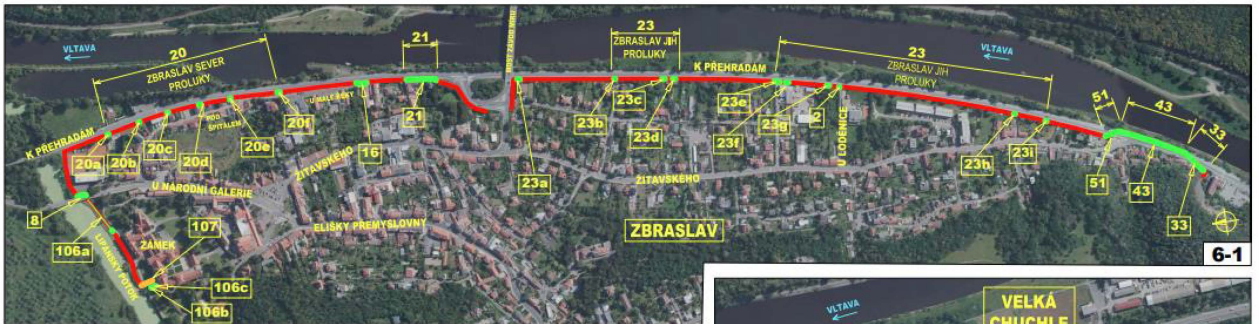 VLTAVA
20
ZBRASLAV SEVER
PROLUKY
21
MOST ZÁVOD MÍRU
23
ZBRASLAV JIH
PROLUKY
K PŘEHRADÁM
VLTAVA
23
ZBRASLAV JIH
PROLUKY
51
43
33
K PŘEHRADÁM
20a
20b
20c
20d
POD
ŠPITÁLEM
20e
20f
U MALÉ ŘEKY
16
21
23a
23b
23c
23d
23e
23f
23g
2
U LODĚNICE
23h
23i
51
43
33
8
U NÁRODNÍ GALERIE
ŽITAVSKÉHO
ŽITAVSKÉHO
ELIŠKY PŘEMYSLOVNY
ZBRASLAV
106a
LIPANSKÝ POTOK
ZÁMEK
107
106c
106b
6-1
VLTAVA
VELKÁ
CHUCHLE